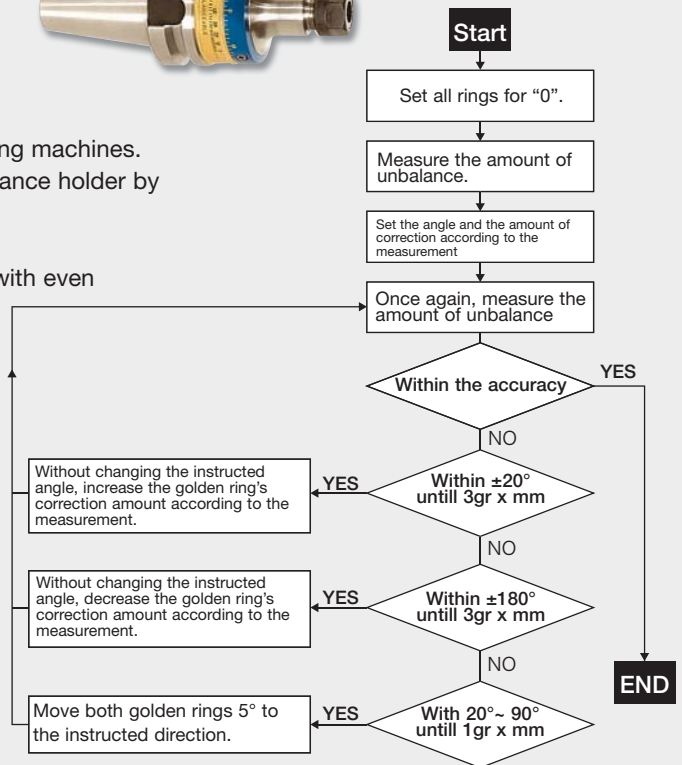 ng machines.
ance holder by
with even
Start
Set all rings for “0”.
Measure the amount of
unbalance.
Set the angle and the amount of
correction according to the
measurement
Once again, measure the
amount of unbalance
Within the accuracy
YES
NO
Within ±20°
untill 3gr x mm
YES
Without changing the instructed
angle, increase the golden ring’s
correction amount according to the
measurement.
NO
Within ±180°
untill 3gr x mm
YES
Without changing the instructed
angle, decrease the golden ring’s
correction amount according to the
measurement.
NO
With 20°~ 90°
untill 1gr x mm
YES
Move both golden rings 5° to
the instructed direction.
END